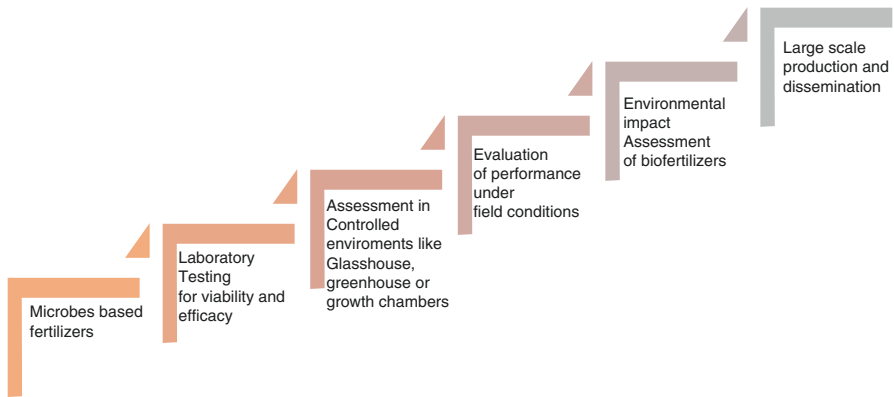 Microbes based
fertilizers
Laboratory
Testing
for viability and
efficacy
Assessment in
Controlled
enviroments like
Glasshouse,
greenhouse or
growth chambers
Evaluation
of performance
under
field conditions
Environmental
impact
Assessment
of biofertilizers
Large scale
production and
dissemination